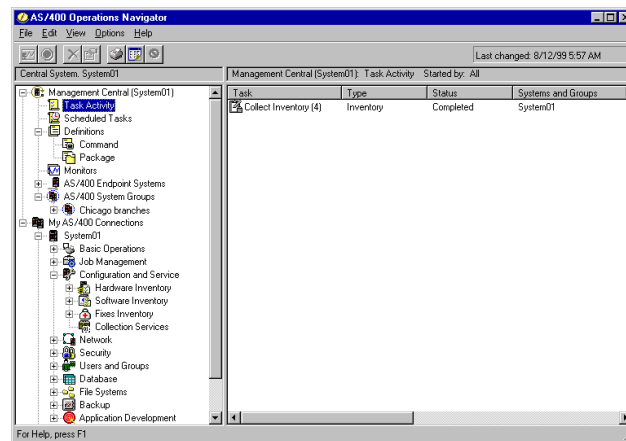 AS/400 Operations Navigator
File Edit View Options Help
Last changed: 8/12/99 5:57 AM
Central System. System01
Management Central (System01): Task Activity Started by: All
Management Central (System01)
Task Activity
Scheduled Tasks
Definitions
Command
Package
Monitors
AS/400 Endpoint Systems
AS/400 System Groups
Chicago branches
My AS/400 Connections
System01
Basic Operations
Job Management
Configuration and Service
Hardware Inventory
Software Inventory
Fixes Inventory
Collection Services
Network
Security
Users and Groups
Database
File Systems
Backup
Application Development
Task Type Status Systems and Groups
Collect Inventory (4) Inventory Completed System01
For Help, press F1